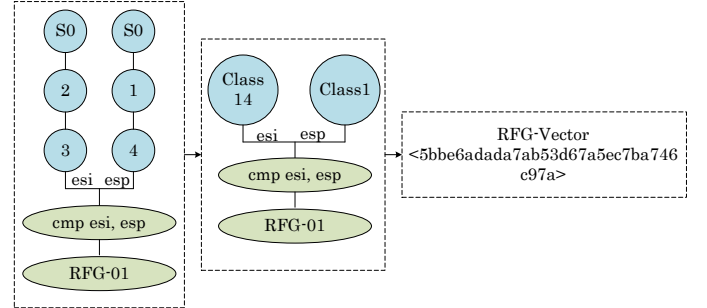 S0
S0
2
1
3
4
esi
esp
cmp esi, esp
RFG-01
Class
14
Class1
esi
esp
cmp esi, esp
RFG-01
RFG-Vector
<5bbe6adada7ab53d67a5ec7ba746
c97a>